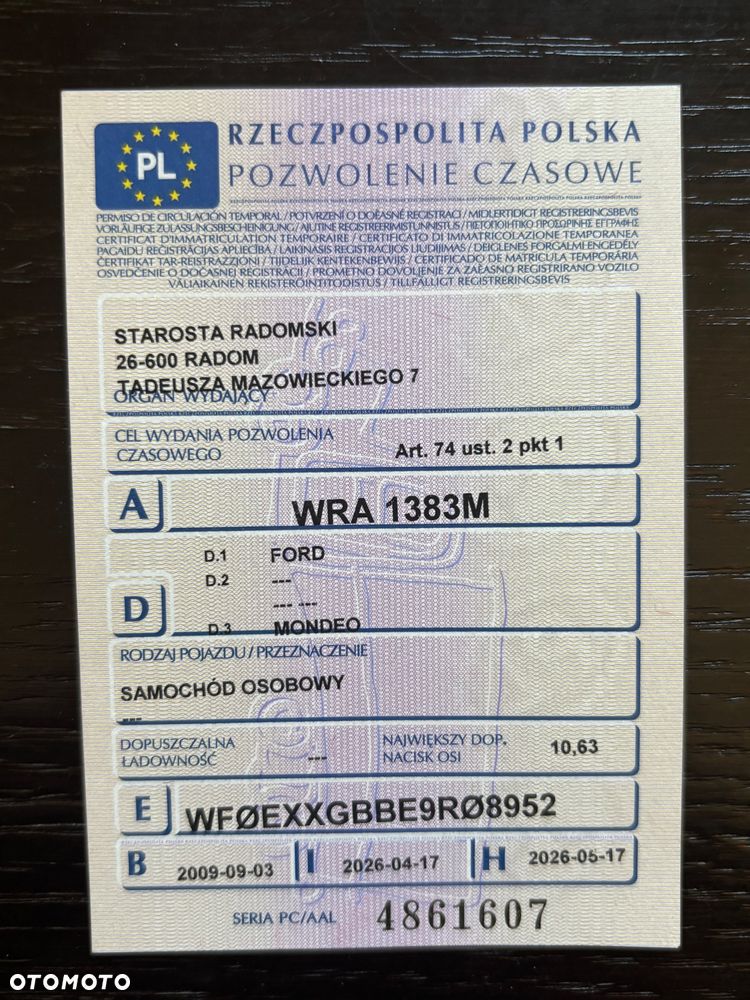 PL
RZECZPOSPOLITA POLSKA
POZWOLENIE CZASOWE
PERMISO DE CIRCULACIÓN TEMPORAL / POTVRZENÍ O DOČASNÉ REGISTRACI / MIDLERTIDIGT REGISTRERINGSBEVIS
VORLÄUFIGE ZULASSUNGSBESCHEINIGUNG / AJUTINE REGISTREERIMISTUNNISTUS / ΠΙΣΤΟΠΟΙΗΤΙΚΟ ΠΡΟΣΩΡΙΝΗΣ ΕΓΓΡΑΦΗΣ
CERTIFICAT D'IMMATRICULATION TEMPORAIRE / CERTIFICATO DI IMMATRICOLAZIONE TEMPORANEA
PAGAIDU REĢISTRĀCIJAS APLIECĪBA / LAIKINASIS REGISTRACIJOS LIUDIJIMAS / DEIGLENES FORGALMI ENGEDÉLY
ĊERTIFIKAT TAR-REĠISTRAZZJONI / TIJDELIJK KENTEKENBEWIJS / CERTIFICADO DE MATRÍCULA TEMPORÁRIA
OSVEDČENIE O DOČASNEJ REGISTRÁCII / PROMETNO DOVOLJENJE ZA ZAČASNO REGISTRIRANO VOZILO
VÄLIAIKAINEN REKISTERÖINTITODISTUS / TILLFÄLLIGT REGISTRERINGSBEVIS
STAROSTA RADOMSKI
26-600 RADOM
TADEUSZA MAZOWIECKIEGO 7
ORGAN WYDAJĄCY
CEL WYDANIA POZWOLENIA
CZASOWEGO
Art. 74 ust. 2 pkt 1
A WRA 1383M
D.1 FORD
D.2 ---
--- ---
D
D.3 MONDEO
RODZAJ POJAZDU / PRZEZNACZENIE
SAMOCHÓD OSOBOWY
---
DOPUSZCZALNA
ŁADOWNOŚĆ ---
NAJWIĘKSZY DOP.
NACISK OSI
10,63
E WFØEXXGBBE9RØ8952
B 2009-09-03 I 2026-04-17 H 2026-05-17
SERIA PC/AAL 4861607
OTOMOTO